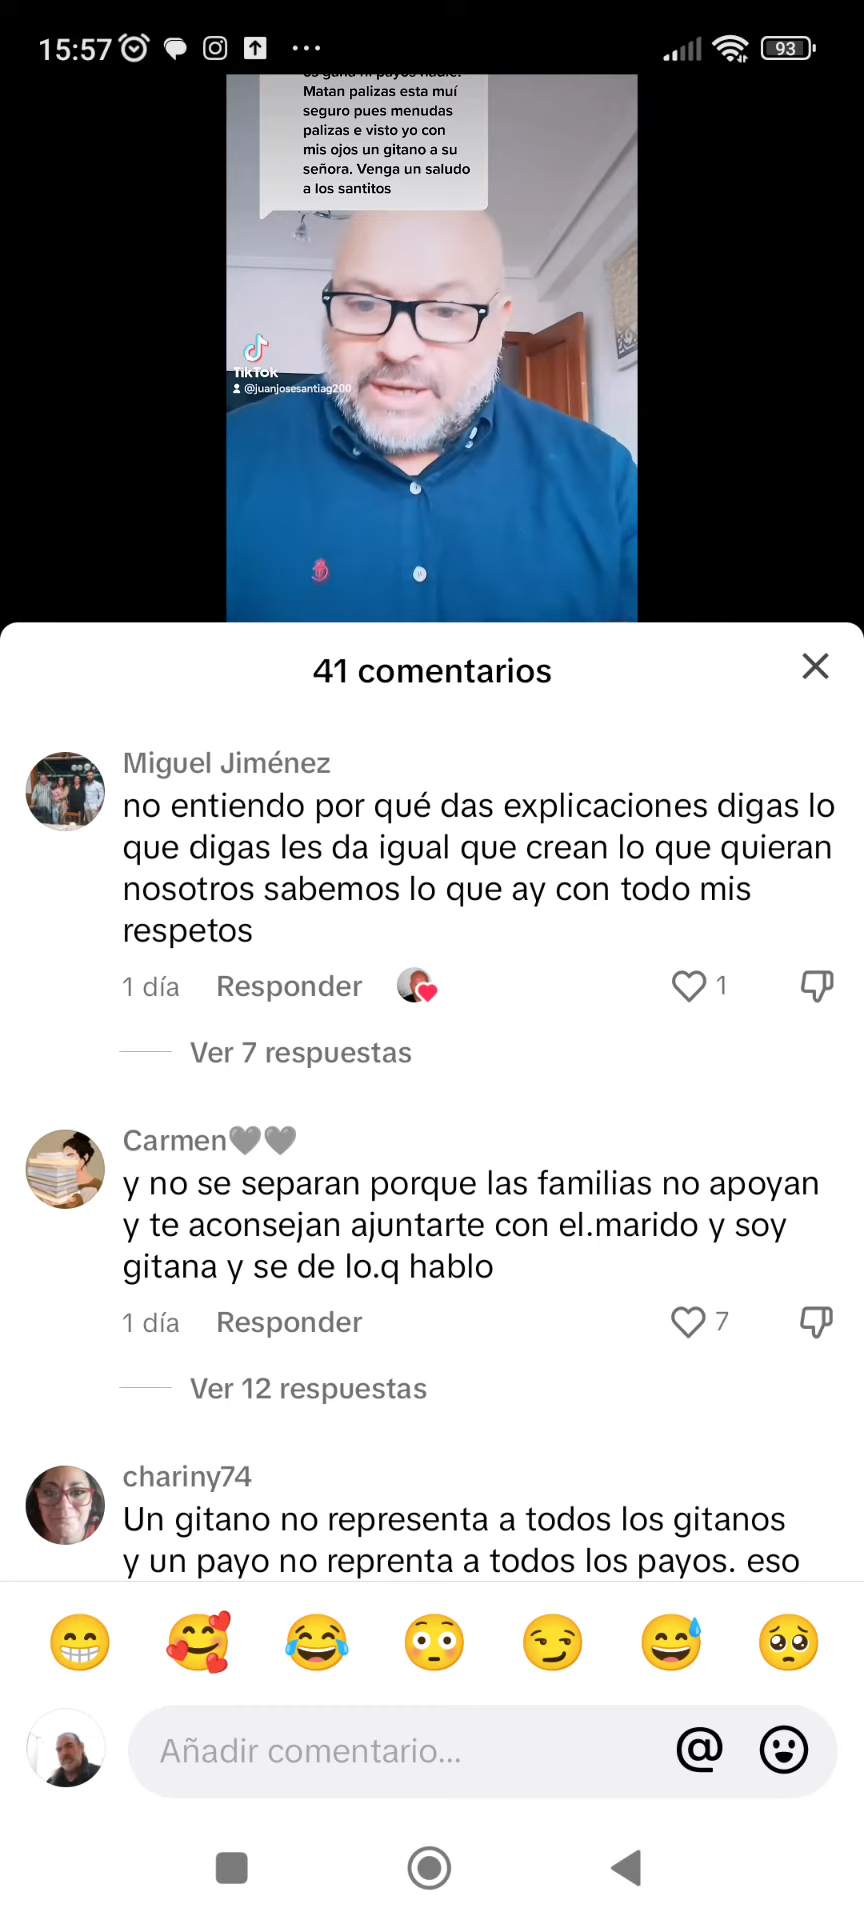 15:57
93
os gana ni payos nadie.
Matan palizas esta muí
seguro pues menudas
palizas e visto yo con
mis ojos un gitano a su
señora. Venga un saludo
a los santitos
TikTok
@juanjosesantiag200
41 comentarios
Miguel Jiménez
no entiendo por qué das explicaciones digas lo
que digas les da igual que crean lo que quieran
nosotros sabemos lo que ay con todo mis
respetos
1 día Responder 1
Ver 7 respuestas
Carmen🩶🩶
y no se separan porque las familias no apoyan
y te aconsejan ajuntarte con el.marido y soy
gitana y se de lo.q hablo
1 día Responder 7
Ver 12 respuestas
chariny74
Un gitano no representa a todos los gitanos
y un payo no reprenta a todos los payos. eso
Añadir comentario... @